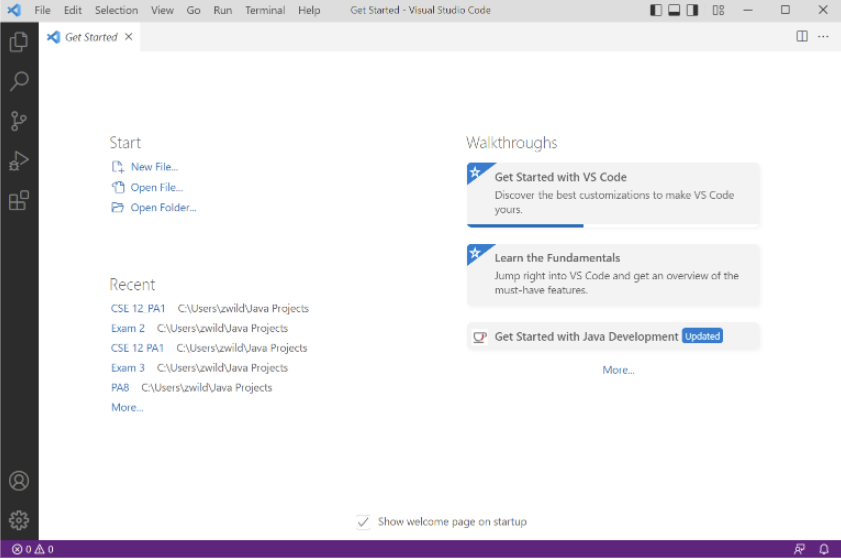 File Edit Selection View Go Run Terminal Help Get Started - Visual Studio Code
Get Started
Start
New File...
Open File...
Open Folder...
Recent
CSE 12 PA1 C:\Users\zwild\Java Projects
Exam 2 C:\Users\zwild\Java Projects
CSE 12 PA1 C:\Users\zwild\Java Projects
Exam 3 C:\Users\zwild\Java Projects
PA8 C:\Users\zwild\Java Projects
More...
Walkthroughs
Get Started with VS Code
Discover the best customizations to make VS Code
yours.
Learn the Fundamentals
Jump right into VS Code and get an overview of the
must-have features.
Get Started with Java Development Updated
More...
Show welcome page on startup
0 0